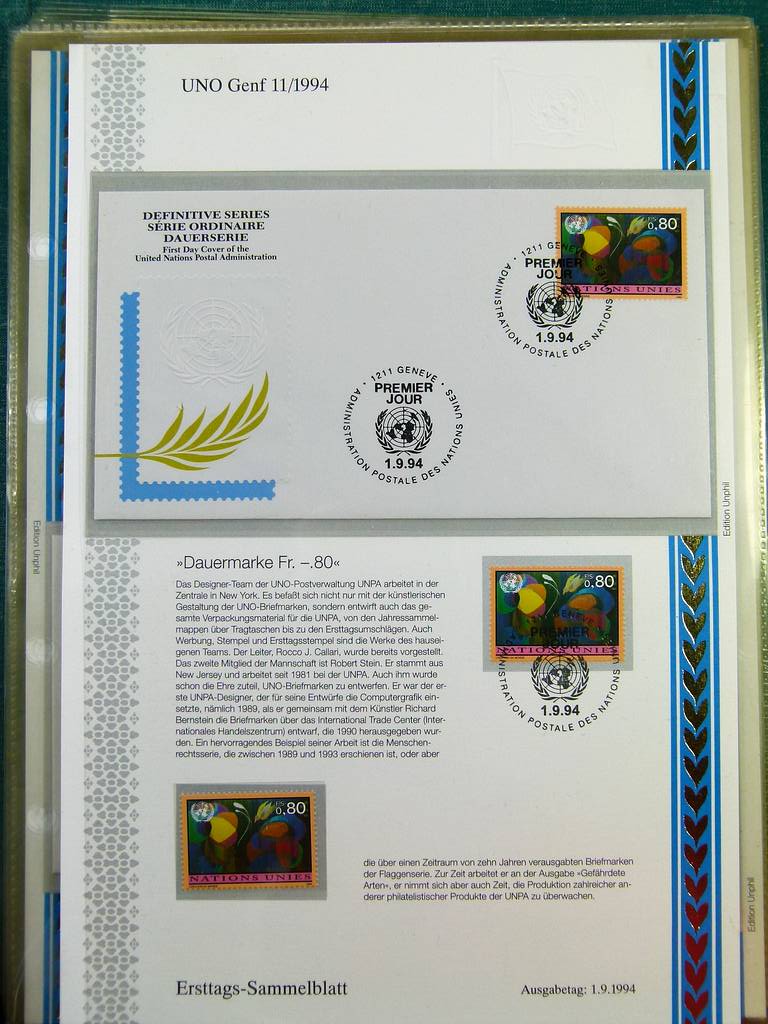 UNO Genf 11/1994
DEFINITIVE SERIES
SÉRIE ORDINAIRE
DAUERSERIE
First Day Cover of the
United Nations Postal Administration
F.S.
0,80
NATIONS UNIES
1211 GENEVE
PREMIER
JOUR
1.9.94
ADMINISTRATION POSTALE DES NATIONS UNIES
1211 GENEVE
PREMIER
JOUR
1.9.94
ADMINISTRATION POSTALE DES NATIONS UNIES
Edition Unphil
Edition Unphil
»Dauermarke Fr. –.80«
Das Designer-Team der UNO-Postverwaltung UNPA arbeitet in der
Zentrale in New York. Es befaßt sich nicht nur mit der künstlerischen
Gestaltung der UNO-Briefmarken, sondern entwirft auch das ge-
samte Verpackungsmaterial für die UNPA, von den Jahressammel-
mappen über Tragtaschen bis zu den Ersttagsumschlägen. Auch
Werbung, Stempel und Ersttagsstempel sind die Werke des hausei-
genen Teams. Der Leiter, Rocco J. Callari, wurde bereits vorgestellt.
Das zweite Mitglied der Mannschaft ist Robert Stein. Er stammt aus
New Jersey und arbeitet seit 1981 bei der UNPA. Auch ihm wurde
schon die Ehre zuteil, UNO-Briefmarken zu entwerfen. Er war der er-
ste UNPA-Designer, der für seine Entwürfe die Computergrafik ein-
setzte, nämlich 1989, als er gemeinsam mit dem Künstler Richard
Bernstein die Briefmarken über das International Trade Center (Inter-
nationales Handelszentrum) entwarf, die 1990 herausgegeben wur-
den. Ein hervorragendes Beispiel seiner Arbeit ist die Menschen-
rechtsserie, die zwischen 1989 und 1993 erschienen ist, oder aber
F.S.
0,80
NATIONS UNIES
1211 GENEVE
PREMIER
JOUR
1.9.94
ADMINISTRATION POSTALE DES NATIONS UNIES
F.S.
0,80
NATIONS UNIES
die über einen Zeitraum von zehn Jahren verausgabten Briefmarken
der Flaggenserie. Zur Zeit arbeitet er an der Ausgabe »Gefährdete
Arten«, er nimmt sich aber auch Zeit, die Produktion zahlreicher an-
derer philatelistischer Produkte der UNPA zu überwachen.
Edition Unphil
Ersttags-Sammelblatt
Ausgabetag: 1.9.1994